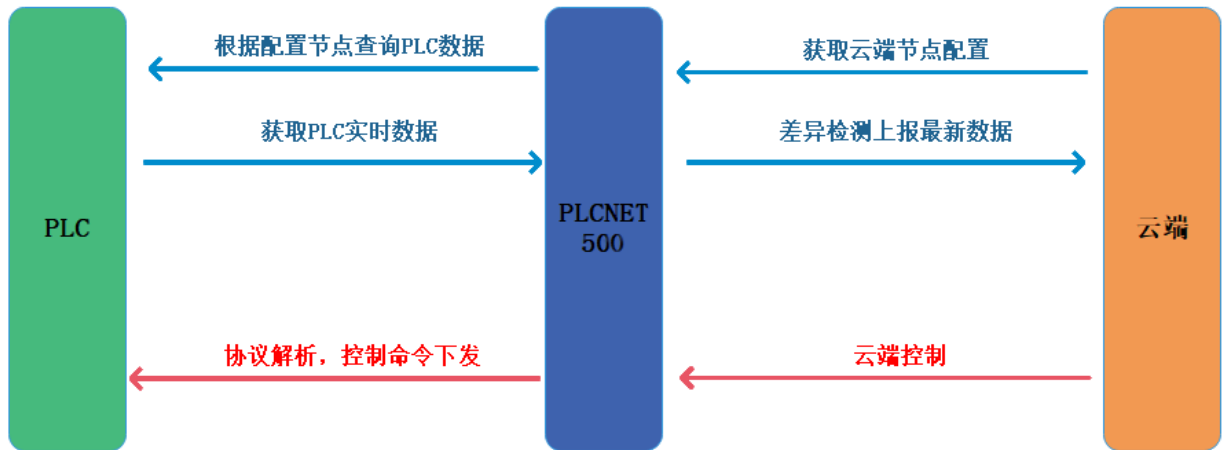 根据配置节点查询PLC数据
获取云端节点配置
获取PLC实时数据
差异检测上报最新数据
PLC
PLCNET
500
云端
协议解析，控制命令下发
云端控制